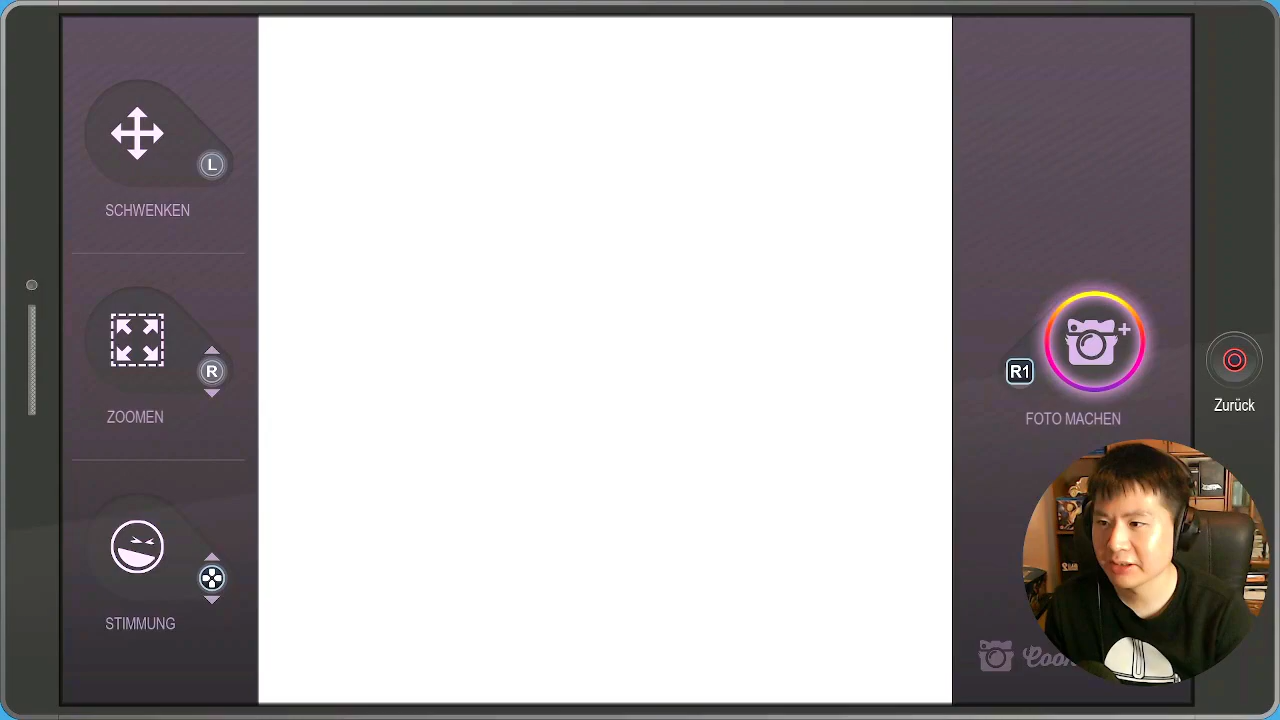 L
SCHWENKEN
R
ZOOMEN
STIMMUNG
R1
FOTO MACHEN
Zurück